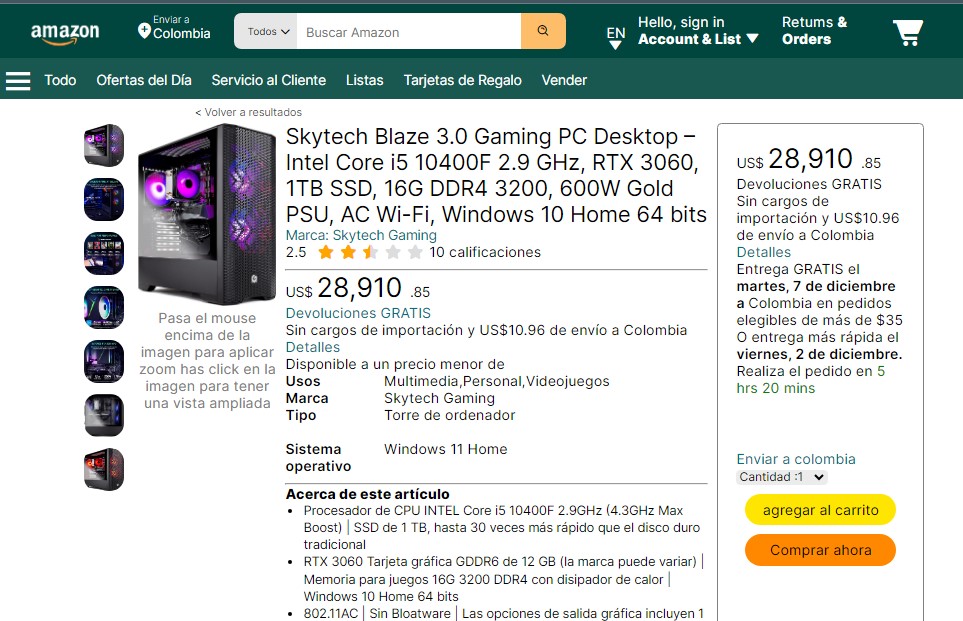 amazon
Enviar a
Colombia
Todos
Buscar Amazon
EN
Hello, sign in
Account & List
Retums &
Orders
Todo
Ofertas del Día
Servicio al Cliente
Listas
Tarjetas de Regalo
Vender
< Volver a resultados
Skytech Blaze 3.0 Gaming PC Desktop –
Intel Core i5 10400F 2.9 GHz, RTX 3060,
1TB SSD, 16G DDR4 3200, 600W Gold
PSU, AC Wi-Fi, Windows 10 Home 64 bits
Marca: Skytech Gaming
2.5 10 calificaciones
US$ 28,910 .85
Devoluciones GRATIS
Sin cargos de importación y US$10.96 de envío a Colombia
Detalles
Disponible a un precio menor de
Usos Multimedia,Personal,Videojuegos
Marca Skytech Gaming
Tipo Torre de ordenador
Sistema Windows 11 Home
operativo
Acerca de este artículo
• Procesador de CPU INTEL Core i5 10400F 2.9GHz (4.3GHz Max
Boost) | SSD de 1 TB, hasta 30 veces más rápido que el disco duro
tradicional
• RTX 3060 Tarjeta gráfica GDDR6 de 12 GB (la marca puede variar) |
Memoria para juegos 16G 3200 DDR4 con disipador de calor |
Windows 10 Home 64 bits
• 802.11AC | Sin Bloatware | Las opciones de salida gráfica incluyen 1
Pasa el mouse
encima de la
imagen para aplicar
zoom has click en la
imagen para tener
una vista ampliada
US$ 28,910 .85
Devoluciones GRATIS
Sin cargos de
importación y US$10.96
de envío a Colombia
Detalles
Entrega GRATIS el
martes, 7 de diciembre
a Colombia en pedidos
elegibles de más de $35
O entrega más rápida el
viernes, 2 de diciembre.
Realiza el pedido en 5
hrs 20 mins
Enviar a colombia
Cantidad :1
agregar al carrito
Comprar ahora